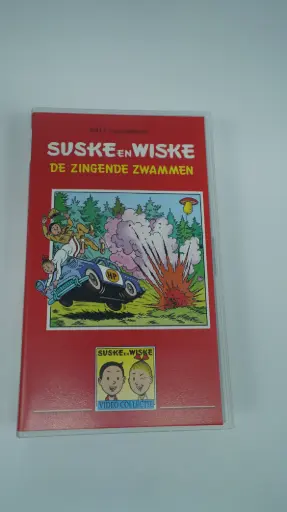 SUSKE EN WISKE
DE ZINGENDE ZWAMMEN
SUSKE EN WISKE
VIDEO-COLLECTIE